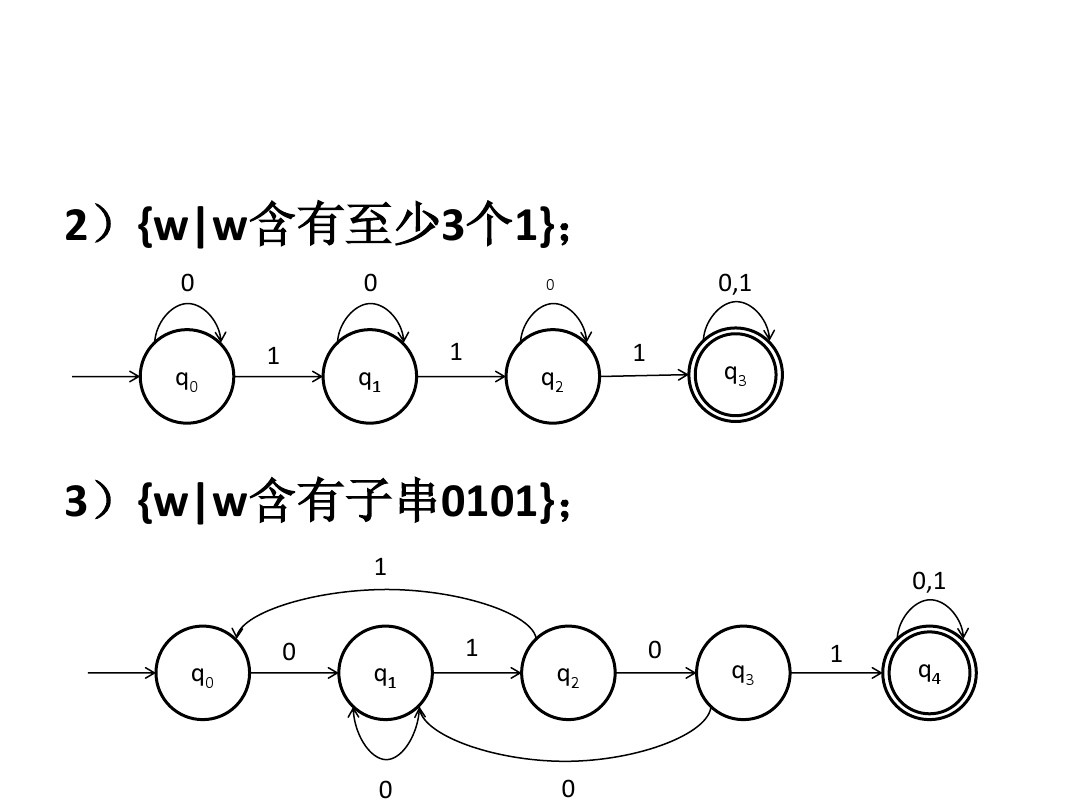 2）{w|w含有至少3个1};
0 0 0 0,1
1 1 1
q₀ q₁ q₂ q₃
3）{w|w含有子串0101};
1
0,1
0 1 0 1
q₀ q₁ q₂ q₃ q₄
0 0